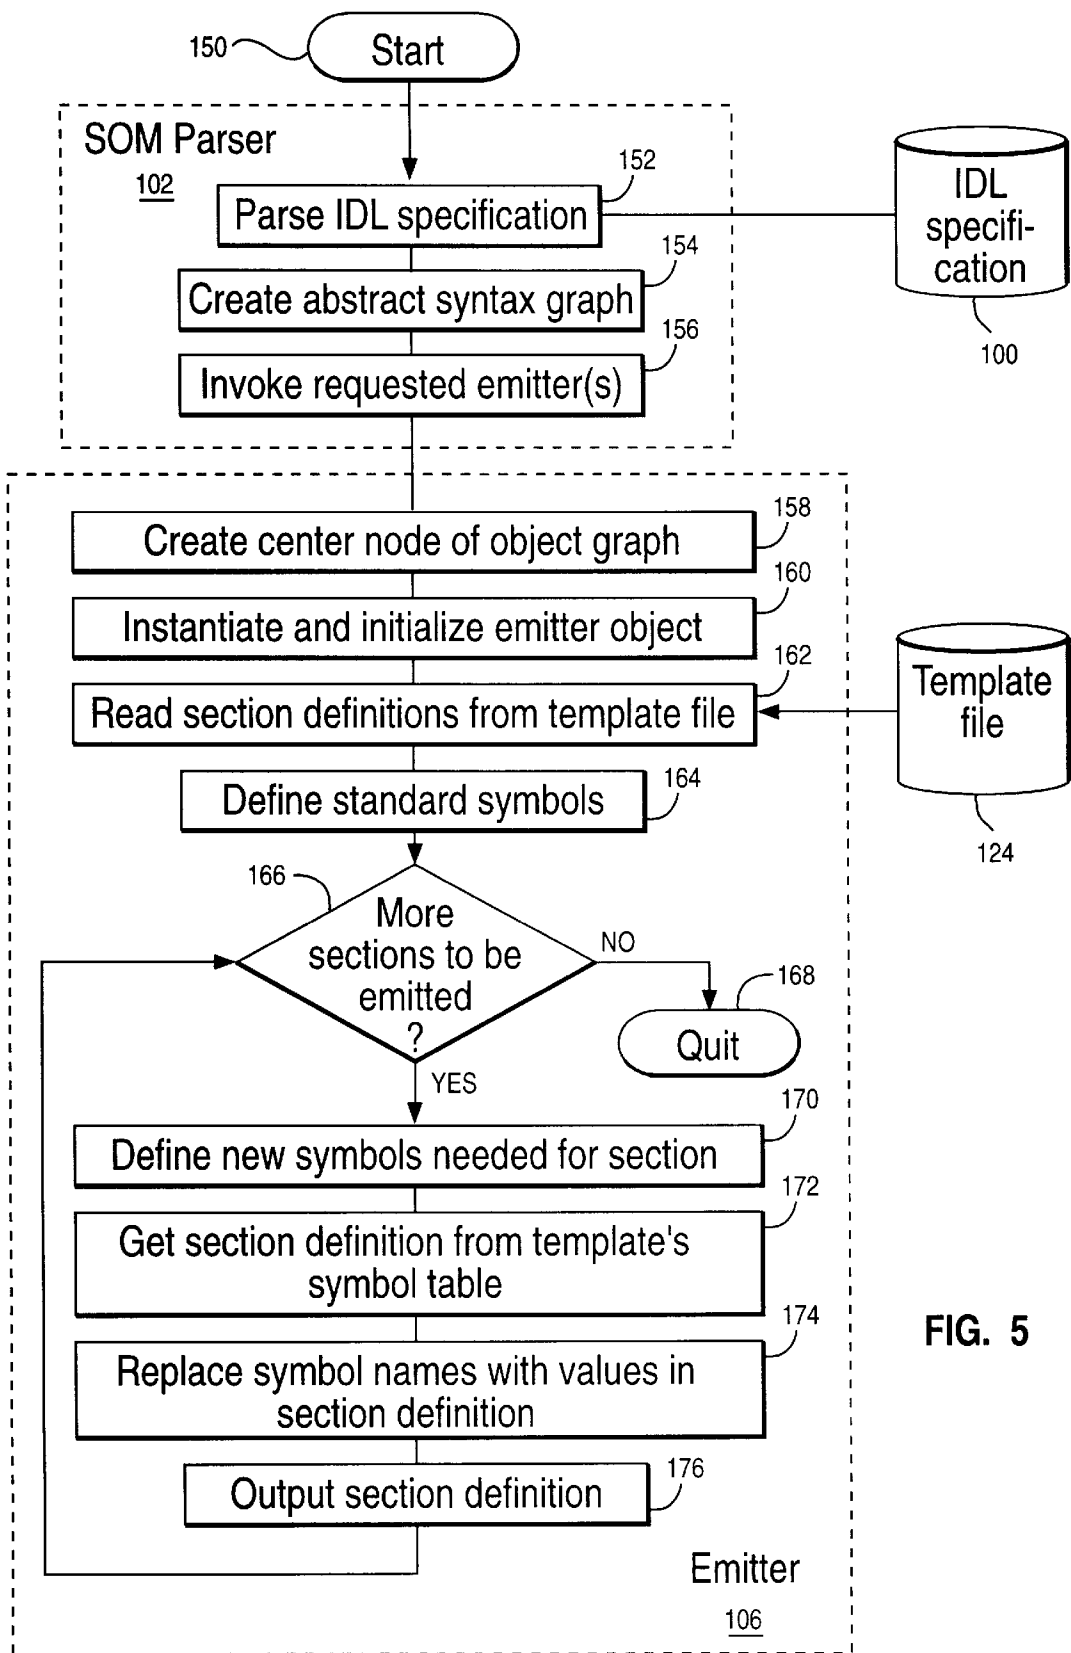 150
Start
SOM Parser
102
152
Parse IDL specification
IDL
specifi-
cation
100
154
Create abstract syntax graph
156
Invoke requested emitter(s)
158
Create center node of object graph
160
Instantiate and initialize emitter object
162
Read section definitions from template file
Template
file
124
164
Define standard symbols
166
More
sections to be
emitted
?
NO
168
Quit
YES
170
Define new symbols needed for section
172
Get section definition from template's
symbol table
174
Replace symbol names with values in
section definition
FIG. 5
176
Output section definition
Emitter
106